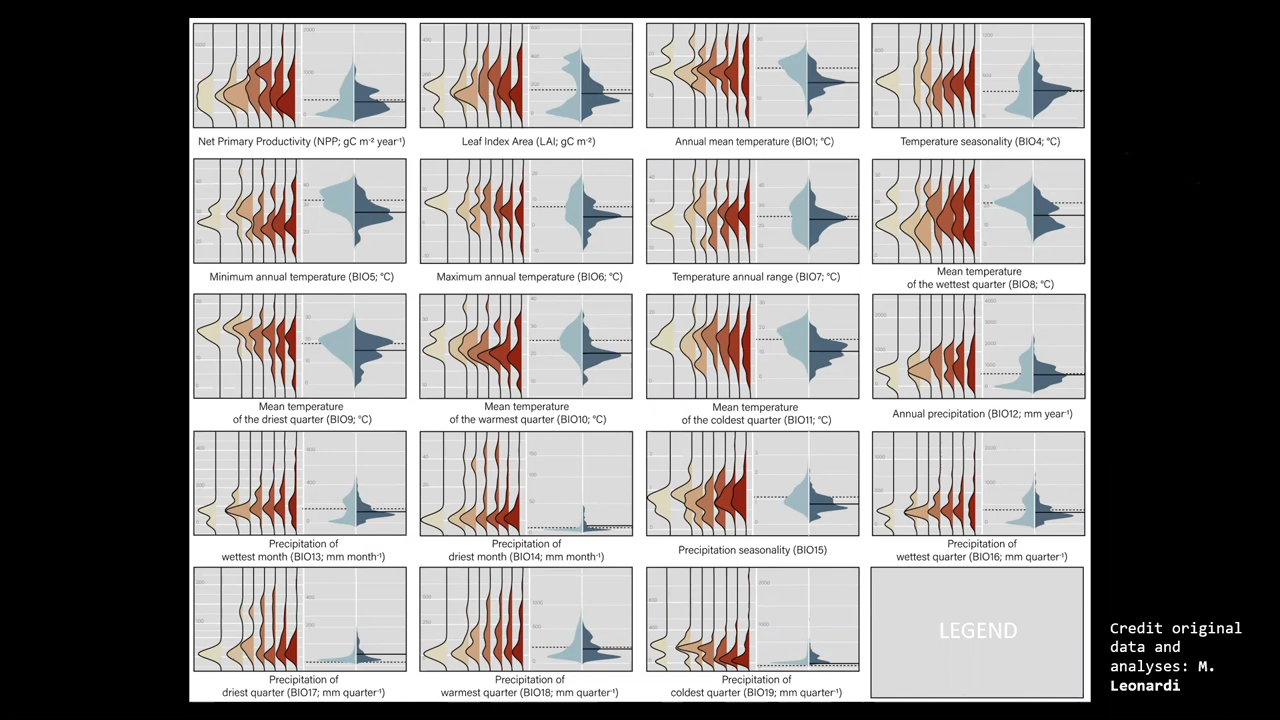 Net Primary Productivity (NPP; gC m⁻² year⁻¹)
Leaf Index Area (LAI; gC m⁻²)
Annual mean temperature (BIO1; °C)
Temperature seasonality (BIO4; °C)
Minimum annual temperature (BIO5; °C)
Maximum annual temperature (BIO6; °C)
Temperature annual range (BIO7; °C)
Mean temperature
of the wettest quarter (BIO8; °C)
Mean temperature
of the driest quarter (BIO9; °C)
Mean temperature
of the warmest quarter (BIO10; °C)
Mean temperature
of the coldest quarter (BIO11; °C)
Annual precipitation (BIO12; mm year⁻¹)
Precipitation of
wettest month (BIO13; mm month⁻¹)
Precipitation of
driest month (BIO14; mm month⁻¹)
Precipitation seasonality (BIO15)
Precipitation of
wettest quarter (BIO16; mm quarter⁻¹)
Precipitation of
driest quarter (BIO17; mm quarter⁻¹)
Precipitation of
warmest quarter (BIO18; mm quarter⁻¹)
Precipitation of
coldest quarter (BIO19; mm quarter⁻¹)
LEGEND
Credit original
data and
analyses: M.
Leonardi